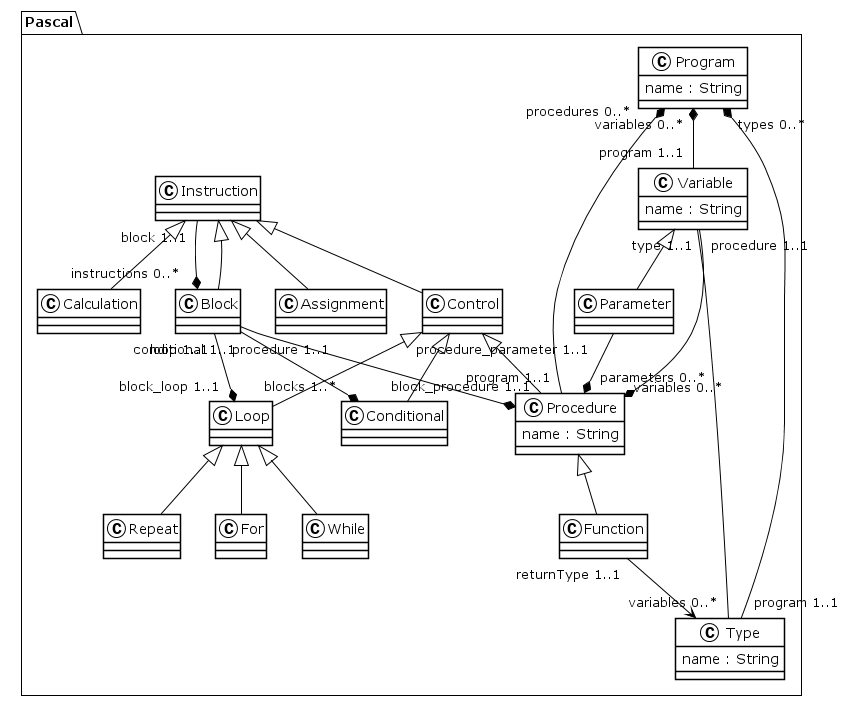 Pascal
C Program
name : String
procedures 0..*
variables 0..*
types 0..*
program 1..1
C Instruction
C Variable
name : String
block 1..1
type 1..1
procedure 1..1
instructions 0..*
C Calculation
C Block
C Assignment
C Control
C Parameter
1..1
procedure 1..1
procedure_parameter 1..1
block_loop 1..1
blocks 1..*
block_procedure 1..1
program 1..1
parameters 0..*
variables 0..*
C Loop
C Conditional
C Procedure
name : String
C Repeat
C For
C While
C Function
returnType 1..1
variables 0..*
program 1..1
C Type
name : String